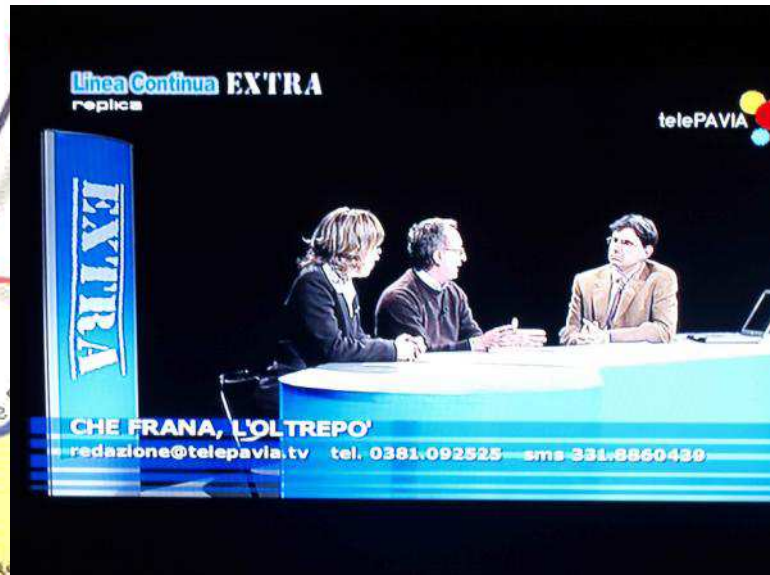 Linea Continua EXTRA
replica
telePAVIA
EXTRA
CHE FRANA, L'OLTREPO'
redazione@telepavia.tv tel. 0381.092525 sms 331.8860439